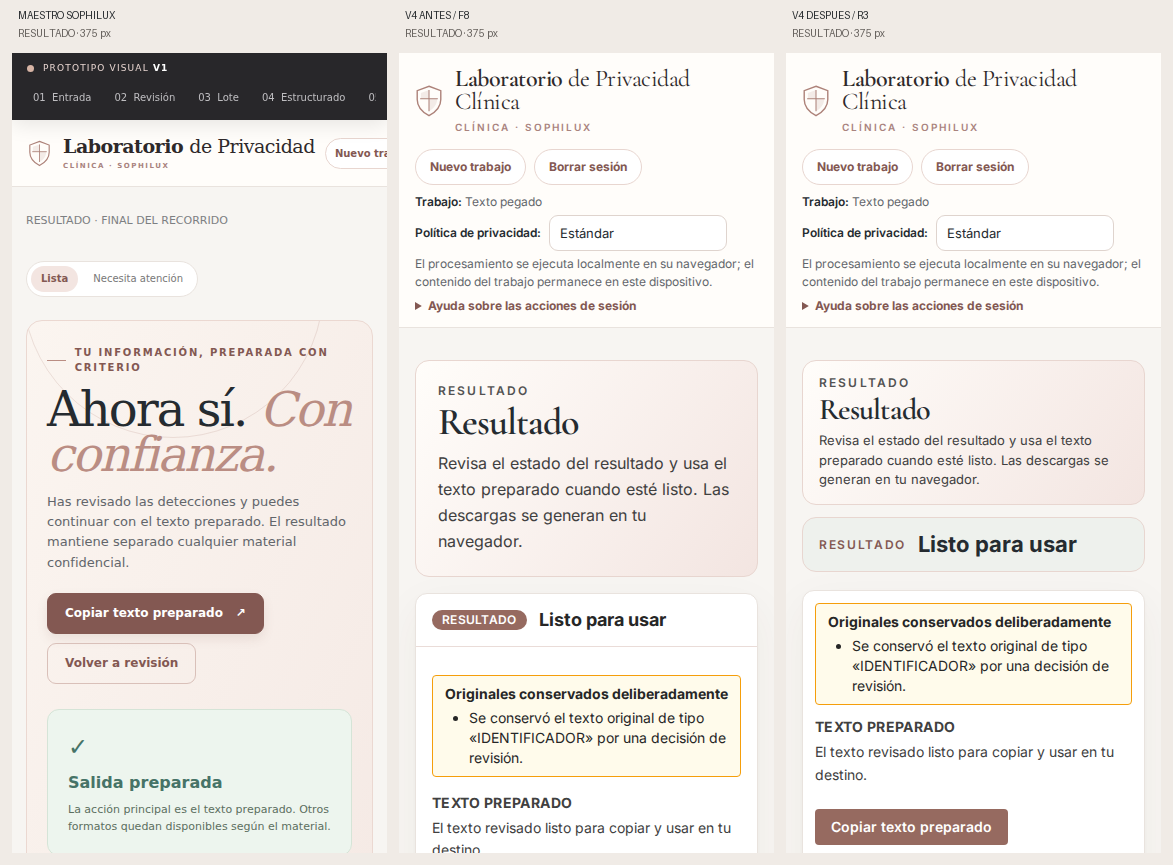 MAESTRO SOPHILUX
RESULTADO · 375 px
PROTOTIPO VISUAL V1
01 Entrada
02 Revisión
03 Lote
04 Estructurado
Laboratorio de Privacidad
CLÍNICA · SOPHILUX
RESULTADO · FINAL DEL RECORRIDO
Lista
Necesita atención
TU INFORMACIÓN, PREPARADA CON
CRITERIO
Ahora sí. Con
confianza.
Has revisado las detecciones y puedes
continuar con el texto preparado. El resultado
mantiene separado cualquier material
confidencial.
Copiar texto preparado ↗
Volver a revisión
✓
Salida preparada
La acción principal es el texto preparado. Otros
formatos quedan disponibles según el material.
V4 ANTES / F8
RESULTADO · 375 px
Laboratorio de Privacidad
Clínica
CLÍNICA · SOPHILUX
Nuevo trabajo
Borrar sesión
Trabajo: Texto pegado
Política de privacidad: Estándar
El procesamiento se ejecuta localmente en su navegador; el
contenido del trabajo permanece en este dispositivo.
Ayuda sobre las acciones de sesión
RESULTADO
Resultado
Revisa el estado del resultado y usa el
texto preparado cuando esté listo. Las
descargas se generan en tu
navegador.
RESULTADO Listo para usar
Originales conservados deliberadamente
• Se conservó el texto original de tipo
«IDENTIFICADOR» por una decisión de
revisión.
TEXTO PREPARADO
El texto revisado listo para copiar y usar en tu
destino.
V4 DESPUES / R3
RESULTADO · 375 px
Laboratorio de Privacidad
Clínica
CLÍNICA · SOPHILUX
Nuevo trabajo
Borrar sesión
Trabajo: Texto pegado
Política de privacidad: Estándar
El procesamiento se ejecuta localmente en su navegador; el
contenido del trabajo permanece en este dispositivo.
Ayuda sobre las acciones de sesión
RESULTADO
Resultado
Revisa el estado del resultado y usa el texto
preparado cuando esté listo. Las descargas se
generan en tu navegador.
RESULTADO Listo para usar
Originales conservados deliberadamente
• Se conservó el texto original de tipo
«IDENTIFICADOR» por una decisión de
revisión.
TEXTO PREPARADO
El texto revisado listo para copiar y usar en tu
destino.
Copiar texto preparado